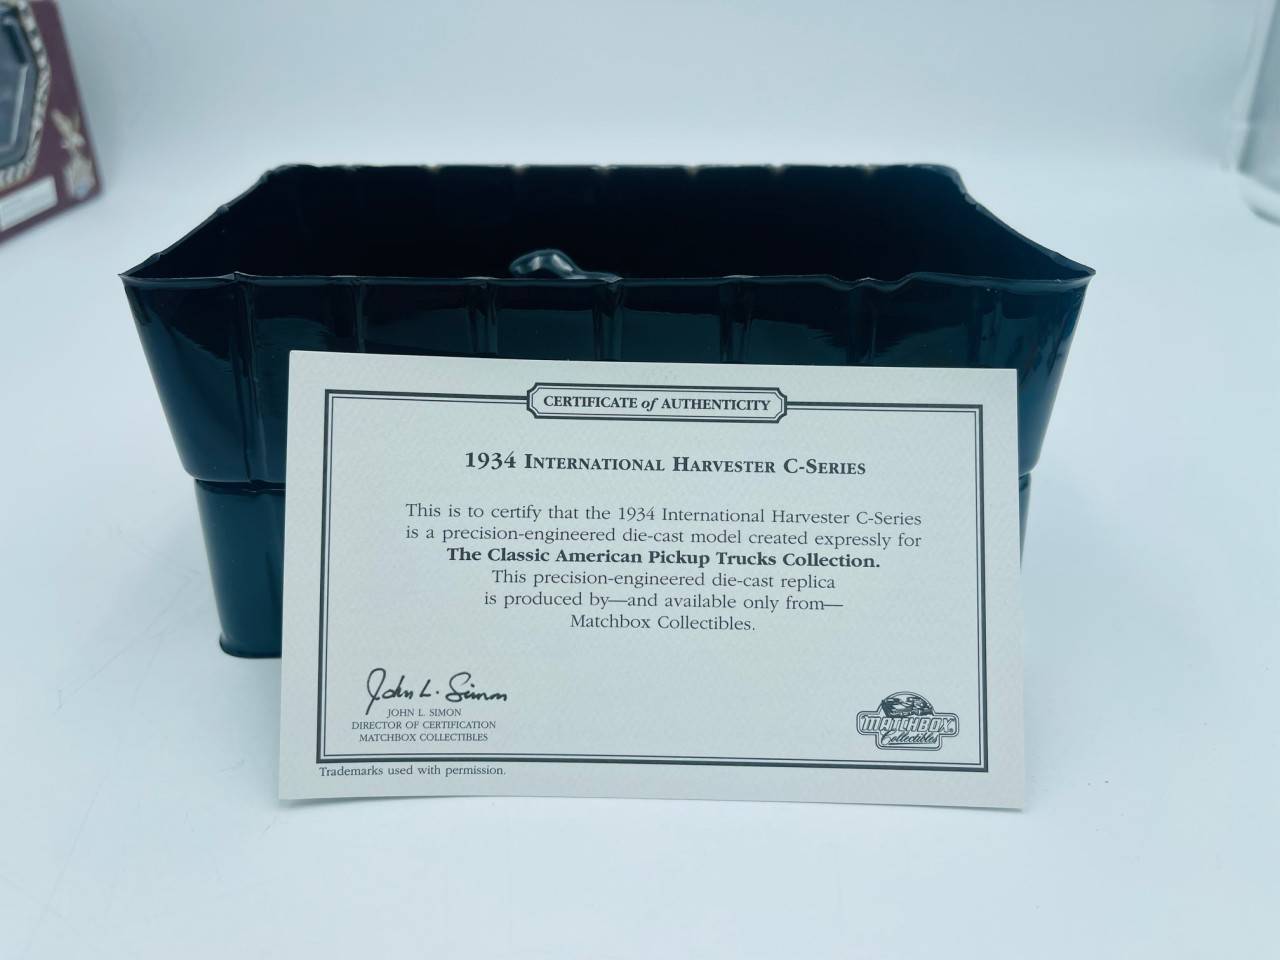 CERTIFICATE of AUTHENTICITY
1934 INTERNATIONAL HARVESTER C-SERIES
This is to certify that the 1934 International Harvester C-Series
is a precision-engineered die-cast model created expressly for
The Classic American Pickup Trucks Collection.
This precision-engineered die-cast replica
is produced by—and available only from—
Matchbox Collectibles.
John L. Simon
JOHN L. SIMON
DIRECTOR OF CERTIFICATION
MATCHBOX COLLECTIBLES
MATCHBOX
Collectibles
Trademarks used with permission.